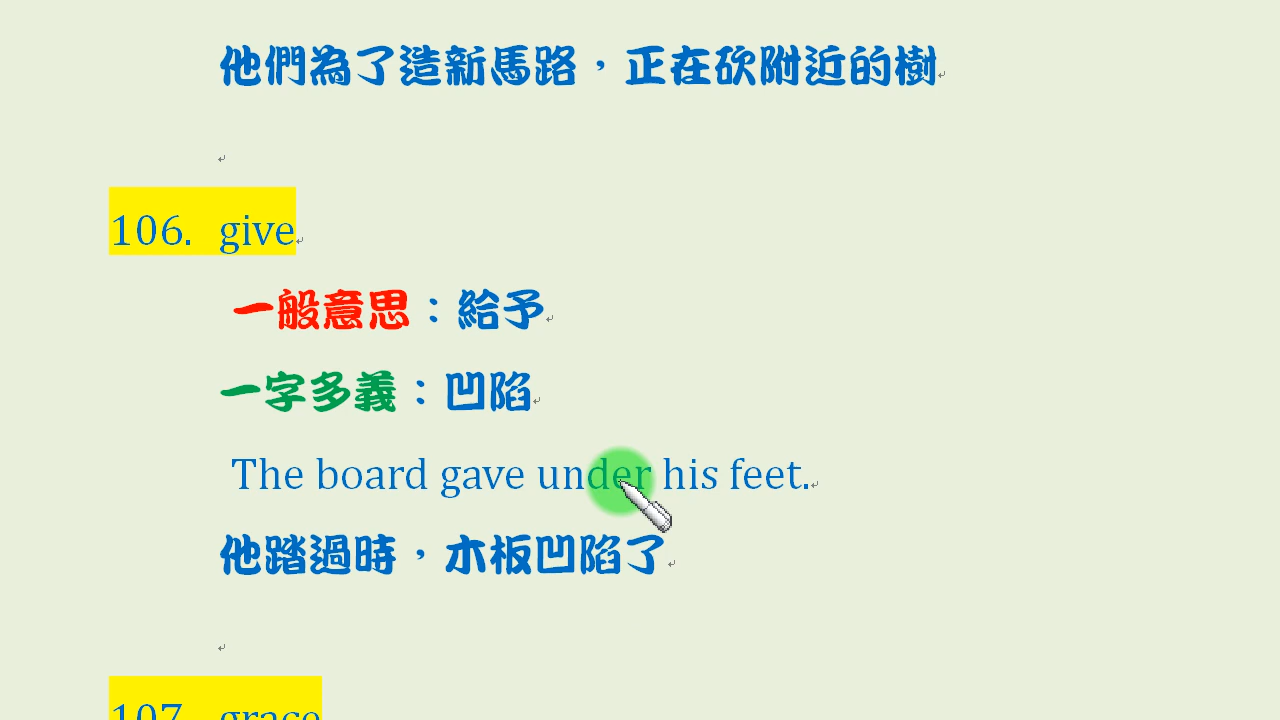 他們為了造新馬路，正在砍附近的樹
106. give
一般意思：給予
一字多義：凹陷
The board gave under his feet.
他踏過時，木板凹陷了
107. grace